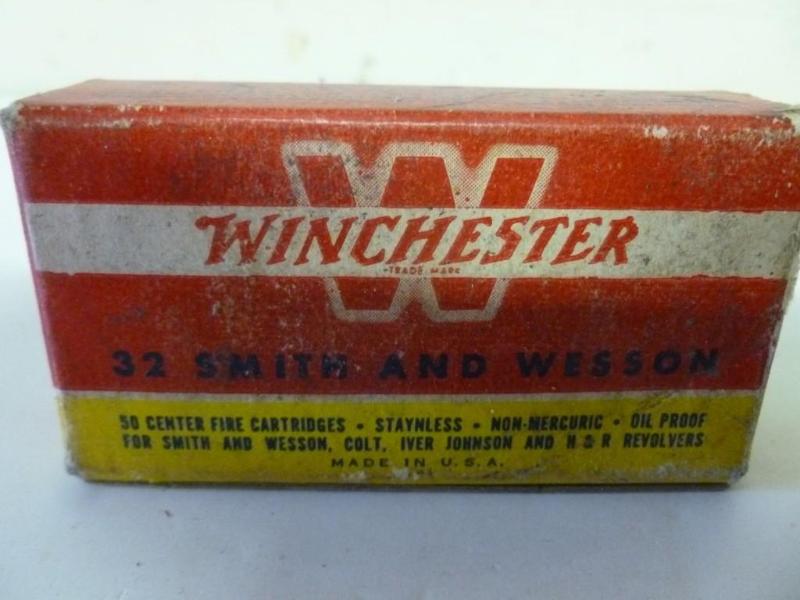 W
WINCHESTER
-TRADE MARK-
32 SMITH AND WESSON
50 CENTER FIRE CARTRIDGES • STAYNLESS • NON-MERCURIC • OIL PROOF
FOR SMITH AND WESSON, COLT, IVER JOHNSON AND H & R REVOLVERS
MADE IN U.S.A.